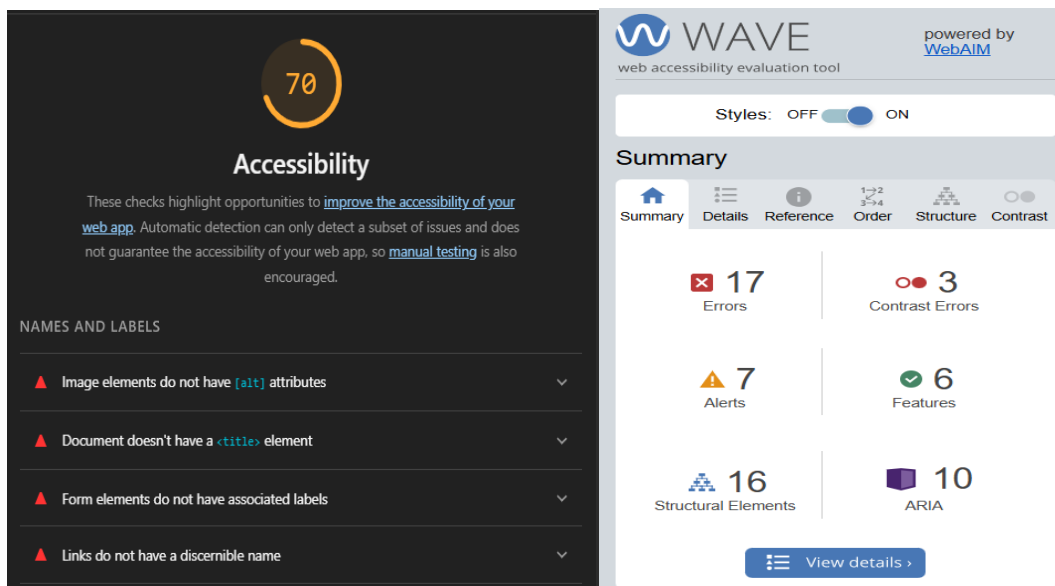 70
Accessibility
These checks highlight opportunities to improve the accessibility of your
web app. Automatic detection can only detect a subset of issues and does
not guarantee the accessibility of your web app, so manual testing is also
encouraged.
NAMES AND LABELS
Image elements do not have [alt] attributes
Document doesn't have a <title> element
Form elements do not have associated labels
Links do not have a discernible name
WAVE
web accessibility evaluation tool
powered by
WebAIM
Styles: OFF ON
Summary
Summary Details Reference Order Structure Contrast
17
Errors
3
Contrast Errors
7
Alerts
6
Features
16
Structural Elements
10
ARIA
View details ›